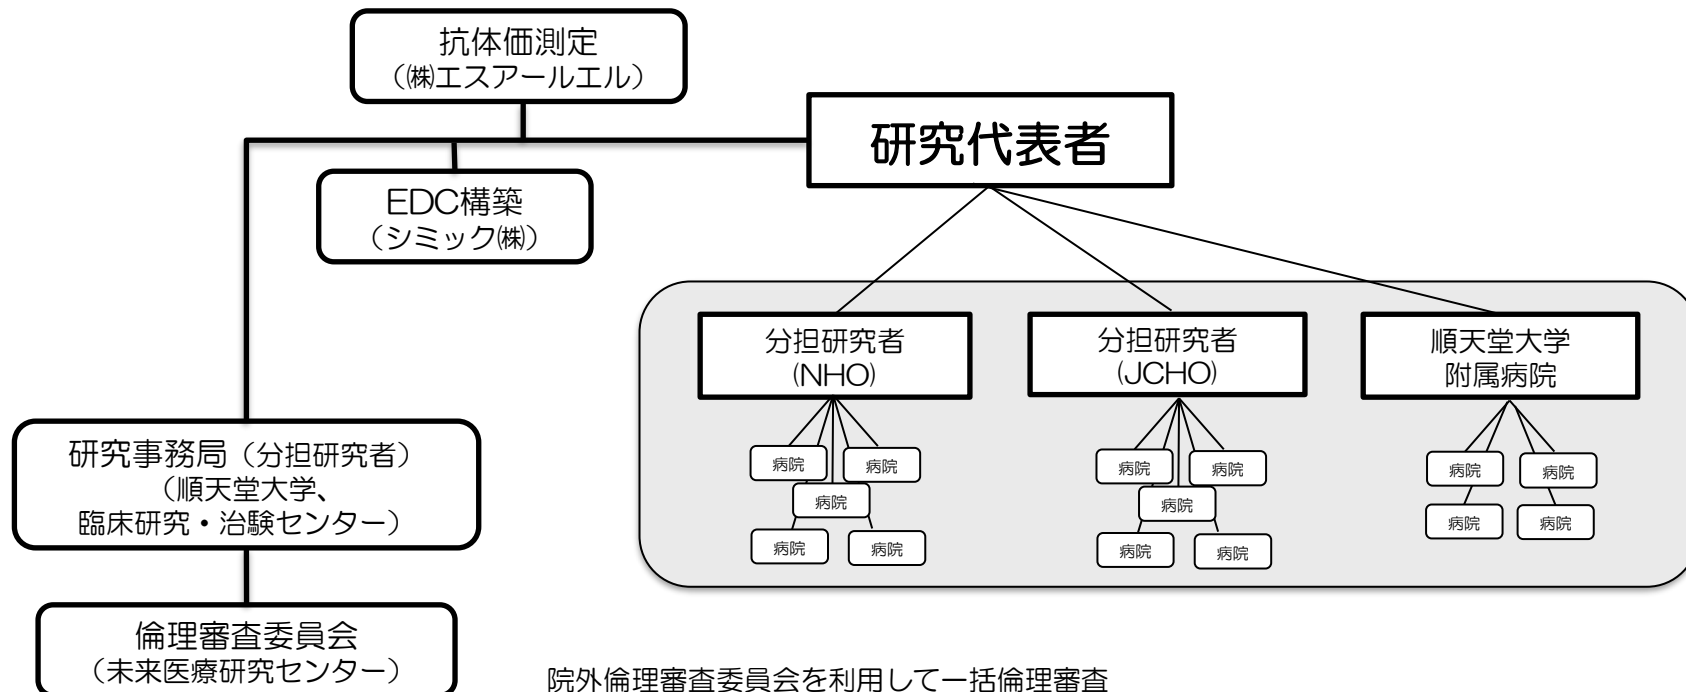 抗体価測定
（㈱エスアールエル）
研究代表者
EDC構築
（シミック㈱）
分担研究者
(NHO)
分担研究者
(JCHO)
順天堂大学
附属病院
病院
病院
病院
病院
病院
病院
病院
病院
病院
病院
病院
病院
病院
病院
研究事務局（分担研究者）
（順天堂大学、
臨床研究・治験センター）
倫理審査委員会
（未来医療研究センター）
院外倫理審査委員会を利用して一括倫理審査